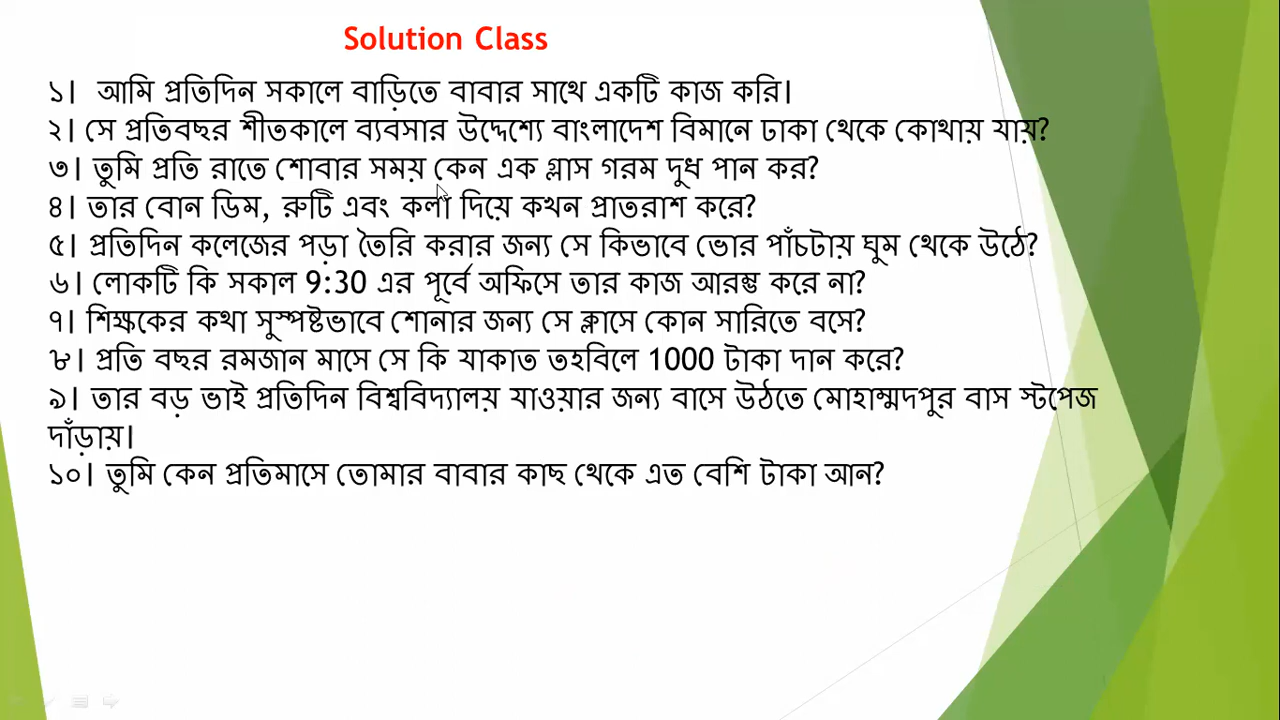 Solution Class
১। আমি প্রতিদিন সকালে বাড়িতে বাবার সাথে একটি কাজ করি।
২। সে প্রতিবছর শীতকালে ব্যবসার উদ্দেশ্যে বাংলাদেশ বিমানে ঢাকা থেকে কোথায় যায়?
৩। তুমি প্রতি রাতে শোবার সময় কেন এক গ্লাস গরম দুধ পান কর?
৪। তার বোন ডিম, রুটি এবং কলা দিয়ে কখন প্রাতরাশ করে?
৫। প্রতিদিন কলেজের পড়া তৈরি করার জন্য সে কিভাবে ভোর পাঁচটায় ঘুম থেকে উঠে?
৬। লোকটি কি সকাল 9:30 এর পূর্বে অফিসে তার কাজ আরম্ভ করে না?
৭। শিক্ষকের কথা সুস্পষ্টভাবে শোনার জন্য সে ক্লাসে কোন সারিতে বসে?
৮। প্রতি বছর রমজান মাসে সে কি যাকাত তহবিলে 1000 টাকা দান করে?
৯। তার বড় ভাই প্রতিদিন বিশ্ববিদ্যালয় যাওয়ার জন্য বাসে উঠতে মোহাম্মদপুর বাস স্টপেজ
দাঁড়ায়।
১০। তুমি কেন প্রতিমাসে তোমার বাবার কাছ থেকে এত বেশি টাকা আন?